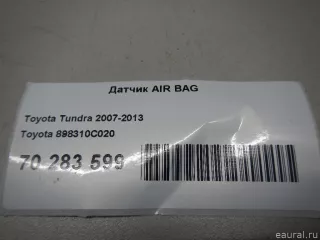 Датчик AIR BAG
Toyota Tundra 2007-2013
Toyota 898310C020
70 283 599
eaural.ru